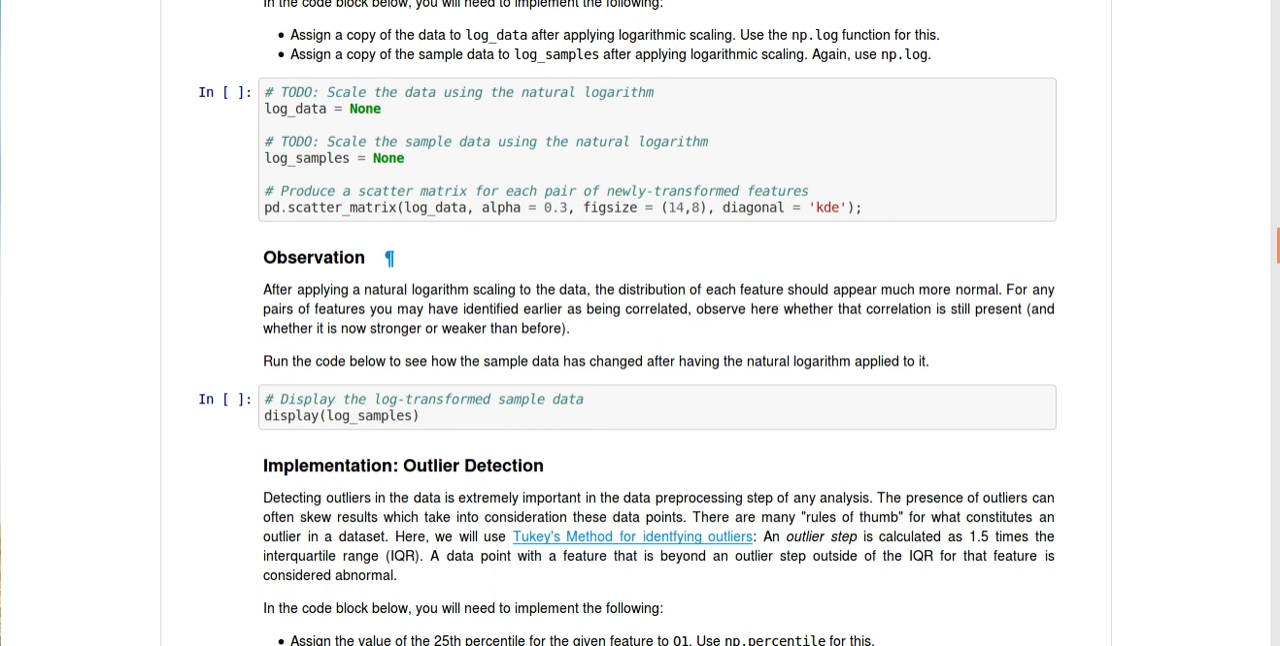 In the code block below, you will need to implement the following:
• Assign a copy of the data to log_data after applying logarithmic scaling. Use the np.log function for this.
• Assign a copy of the sample data to log_samples after applying logarithmic scaling. Again, use np.log.
In [ ]: # TODO: Scale the data using the natural logarithm
log_data = None
# TODO: Scale the sample data using the natural logarithm
log_samples = None
# Produce a scatter matrix for each pair of newly-transformed features
pd.scatter_matrix(log_data, alpha = 0.3, figsize = (14,8), diagonal = 'kde');
Observation ¶
After applying a natural logarithm scaling to the data, the distribution of each feature should appear much more normal. For any
pairs of features you may have identified earlier as being correlated, observe here whether that correlation is still present (and
whether it is now stronger or weaker than before).
Run the code below to see how the sample data has changed after having the natural logarithm applied to it.
In [ ]: # Display the log-transformed sample data
display(log_samples)
Implementation: Outlier Detection
Detecting outliers in the data is extremely important in the data preprocessing step of any analysis. The presence of outliers can
often skew results which take into consideration these data points. There are many "rules of thumb" for what constitutes an
outlier in a dataset. Here, we will use Tukey's Method for identfying outliers: An outlier step is calculated as 1.5 times the
interquartile range (IQR). A data point with a feature that is beyond an outlier step outside of the IQR for that feature is
considered abnormal.
In the code block below, you will need to implement the following:
• Assign the value of the 25th percentile for the given feature to Q1. Use np.percentile for this.